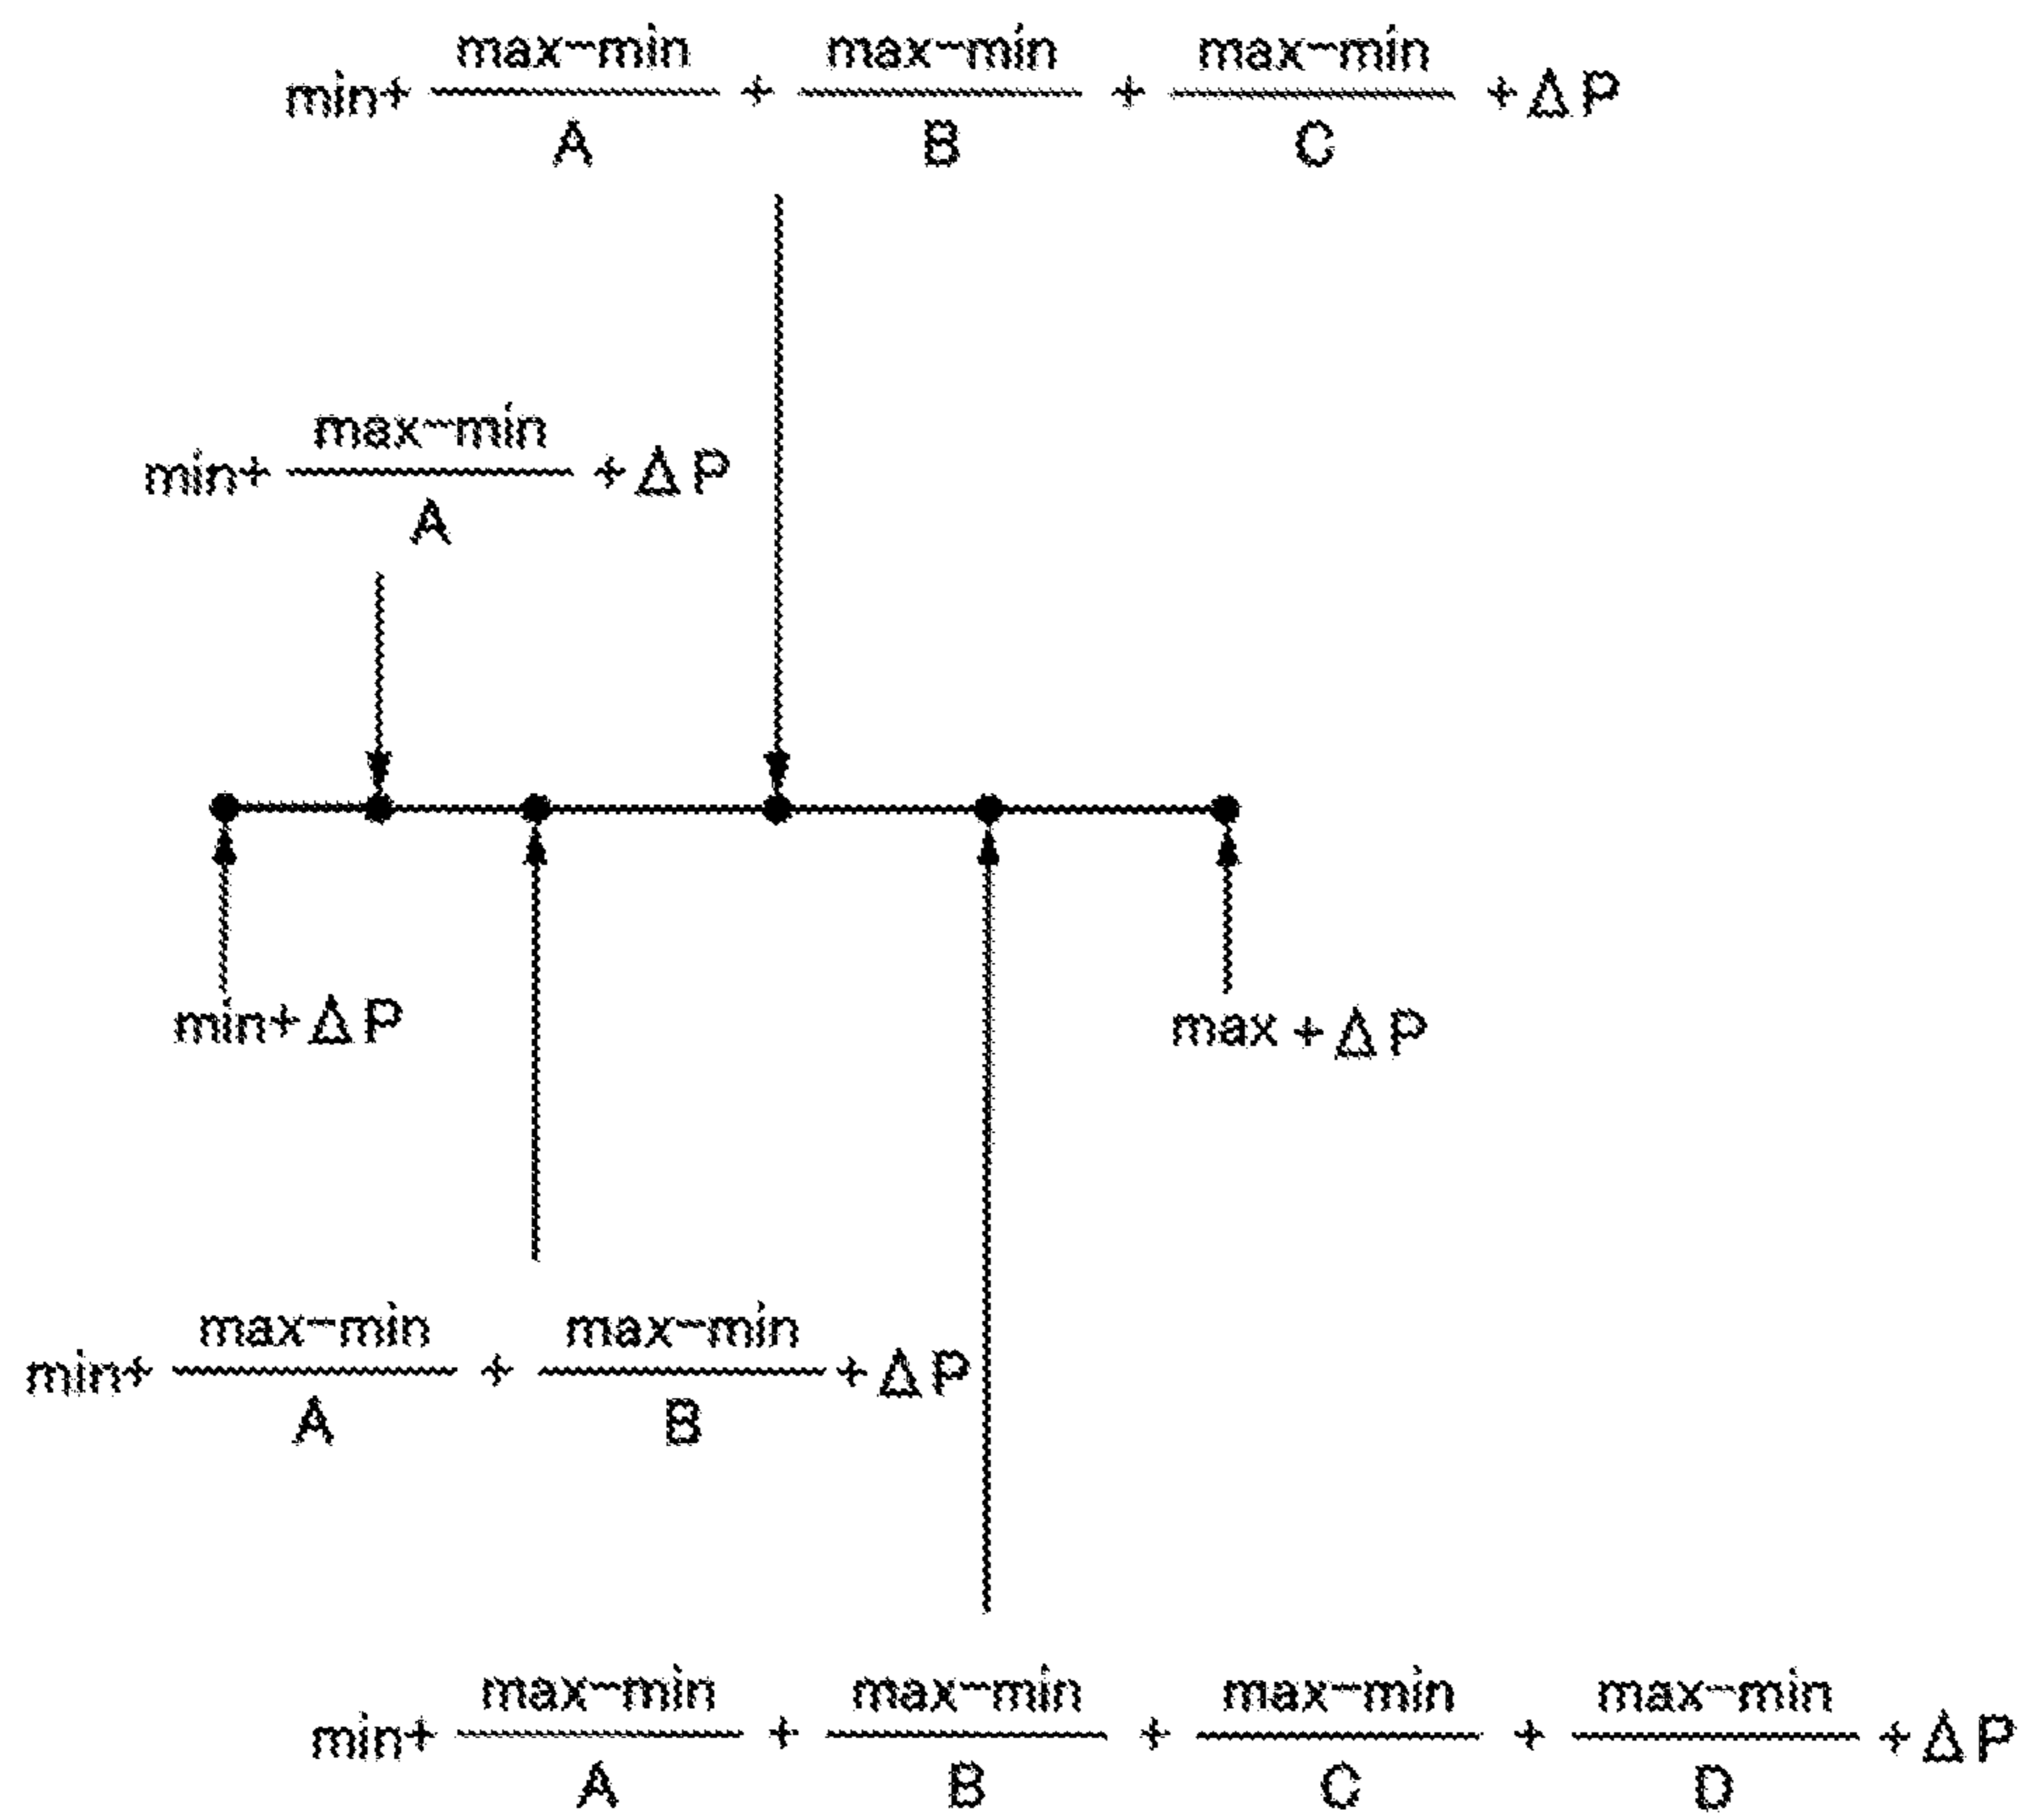 min+ max-min/A + max-min/B + max-min/C +ΔP
min+ max-min/A +ΔP
min+ΔP
max+ΔP
min+ max-min/A + max-min/B +ΔP
min+ max-min/A + max-min/B + max-min/C + max-min/D +ΔP